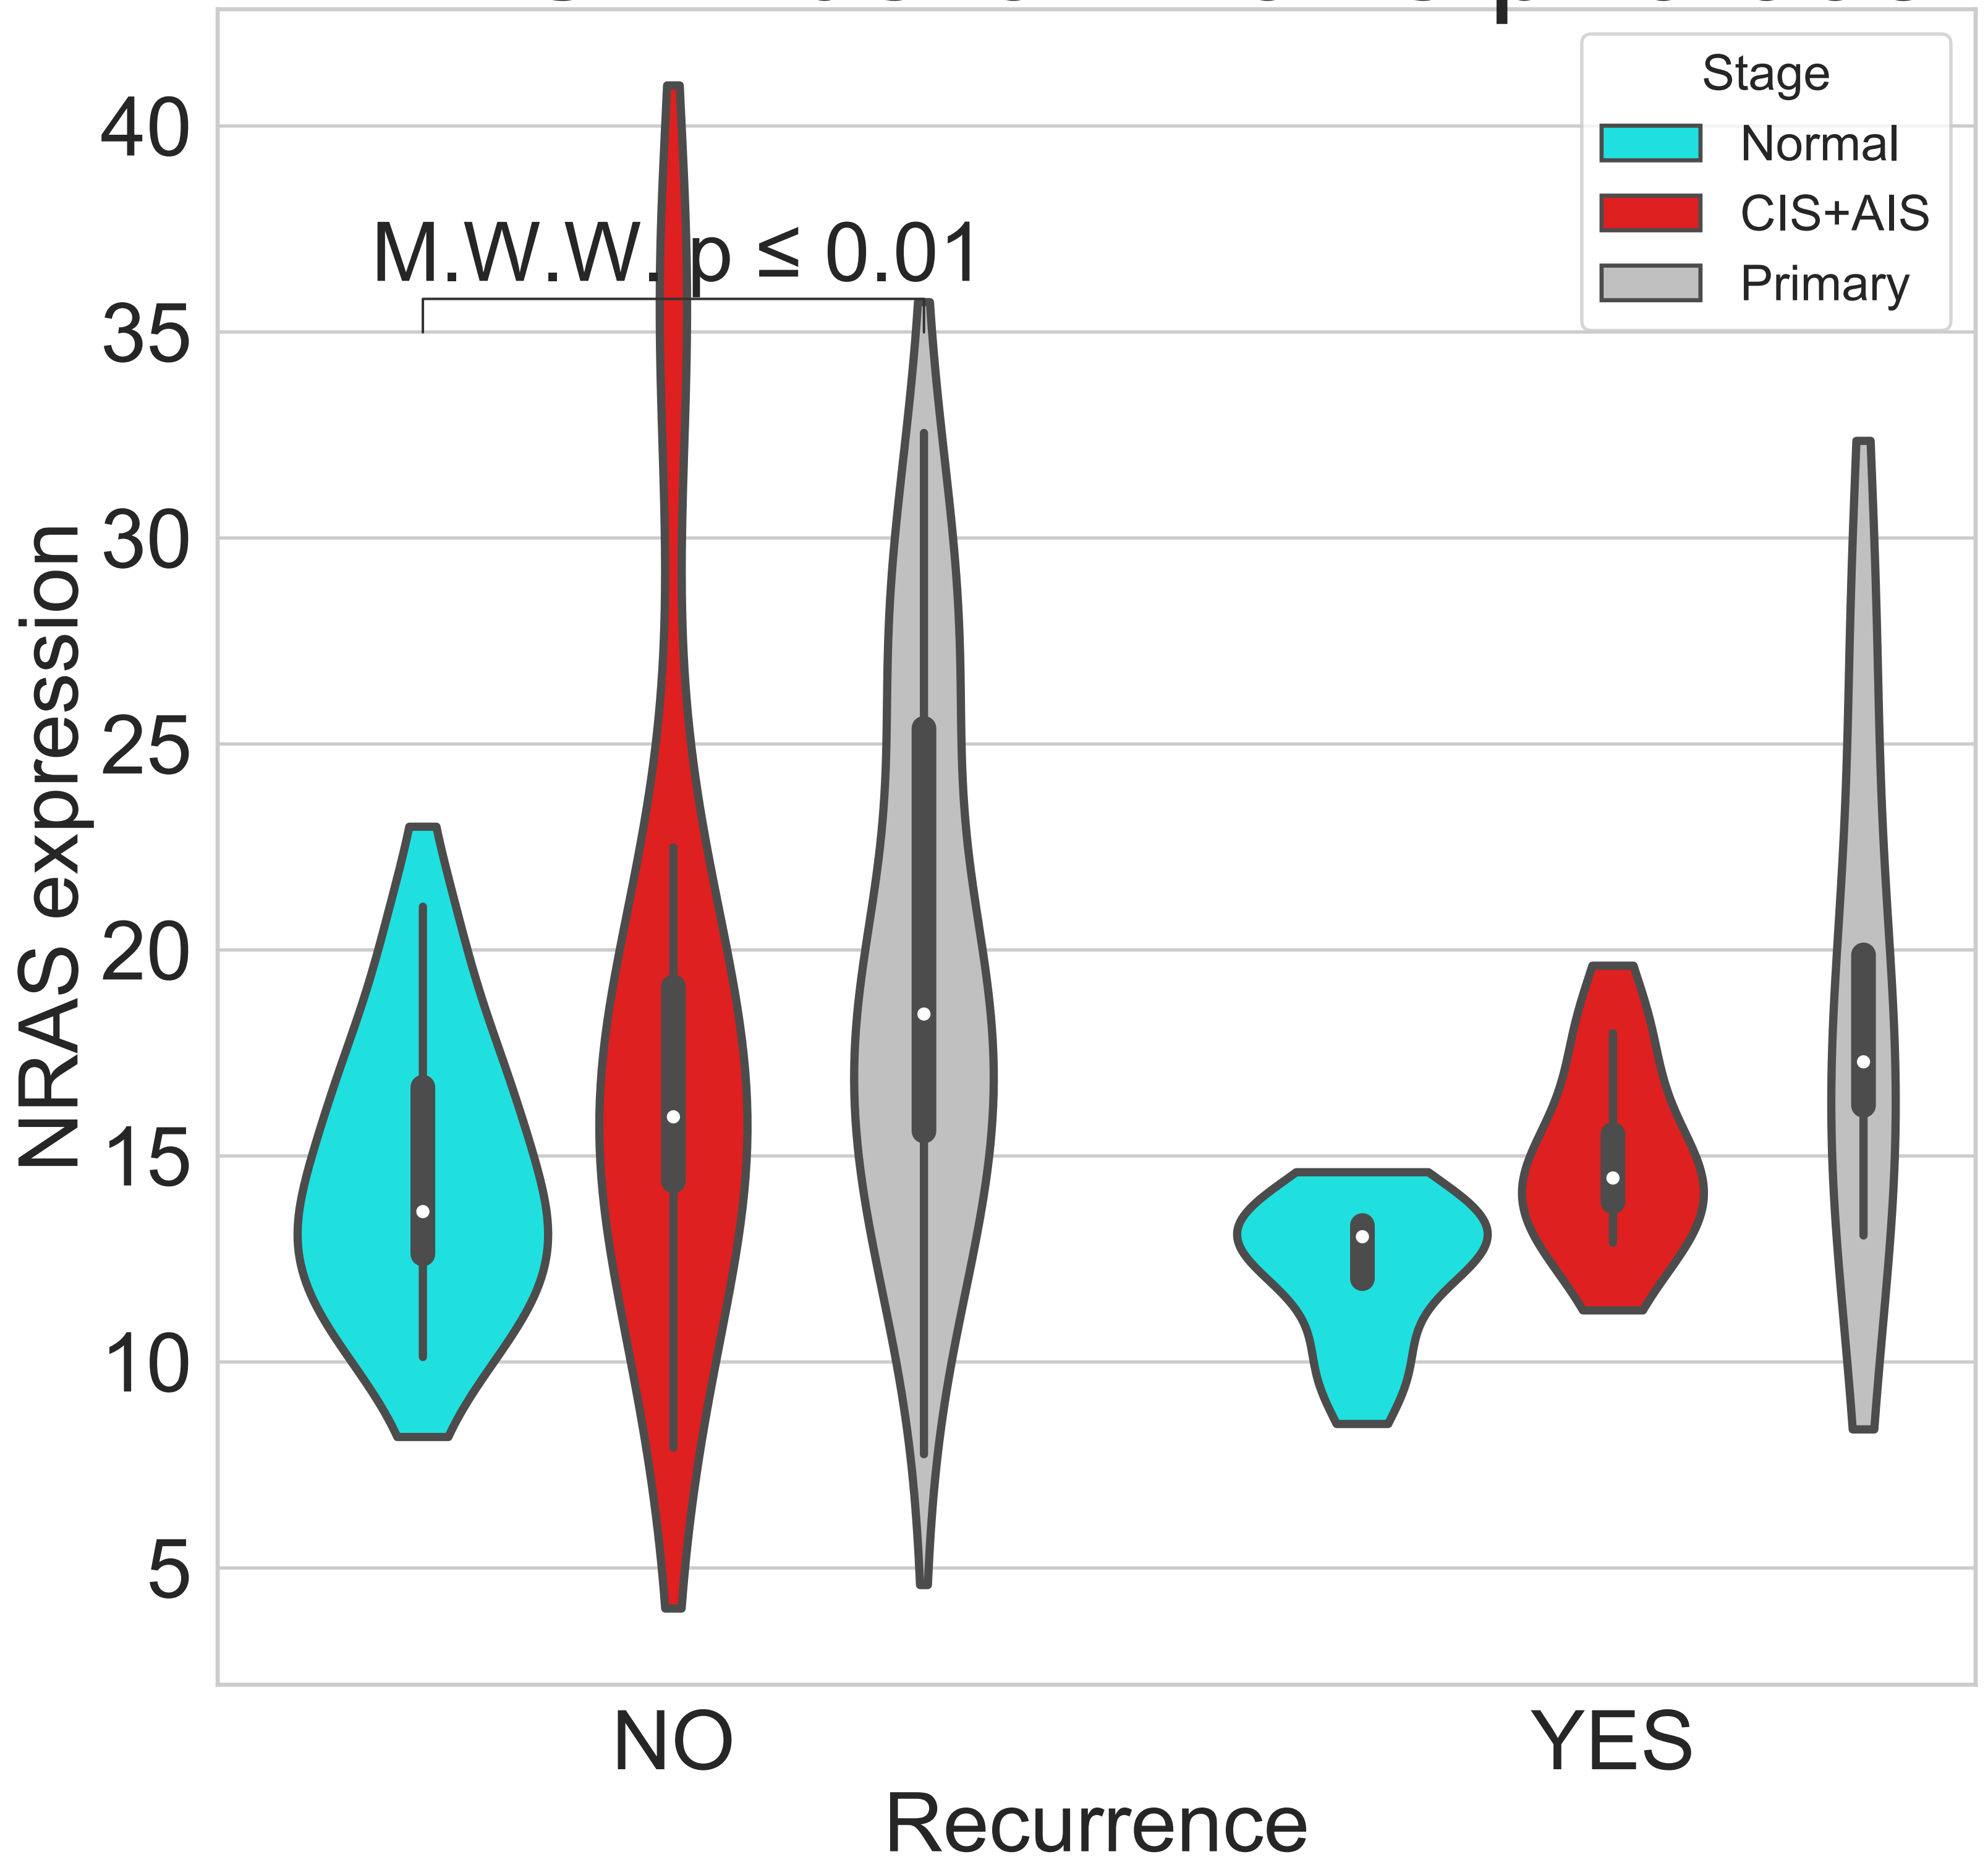 Stage
Normal
CIS+AIS
Primary
M.W.W. p ≤ 0.01
40
35
30
25
20
15
10
5
NRAS expression
NO
YES
Recurrence